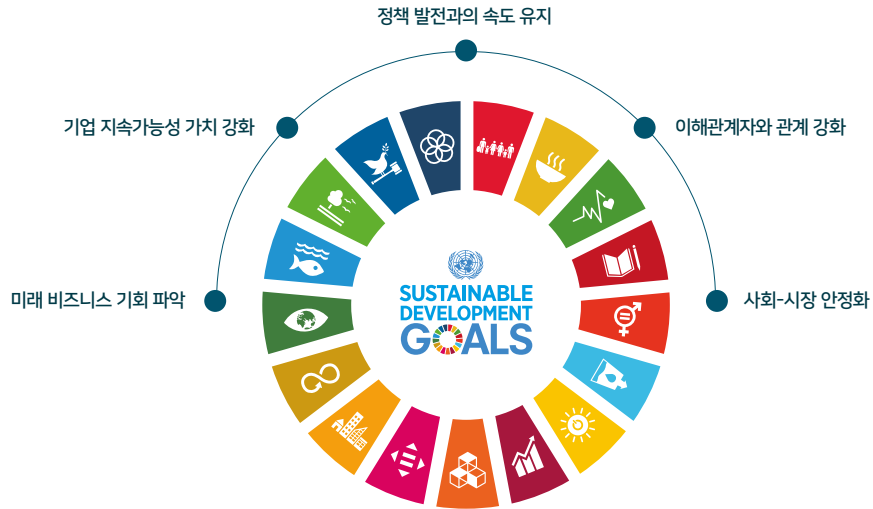 정책 발전과의 속도 유지
기업 지속가능성 가치 강화
이해관계자와 관계 강화
미래 비즈니스 기회 파악
사회-시장 안정화
SUSTAINABLE
DEVELOPMENT
GOALS